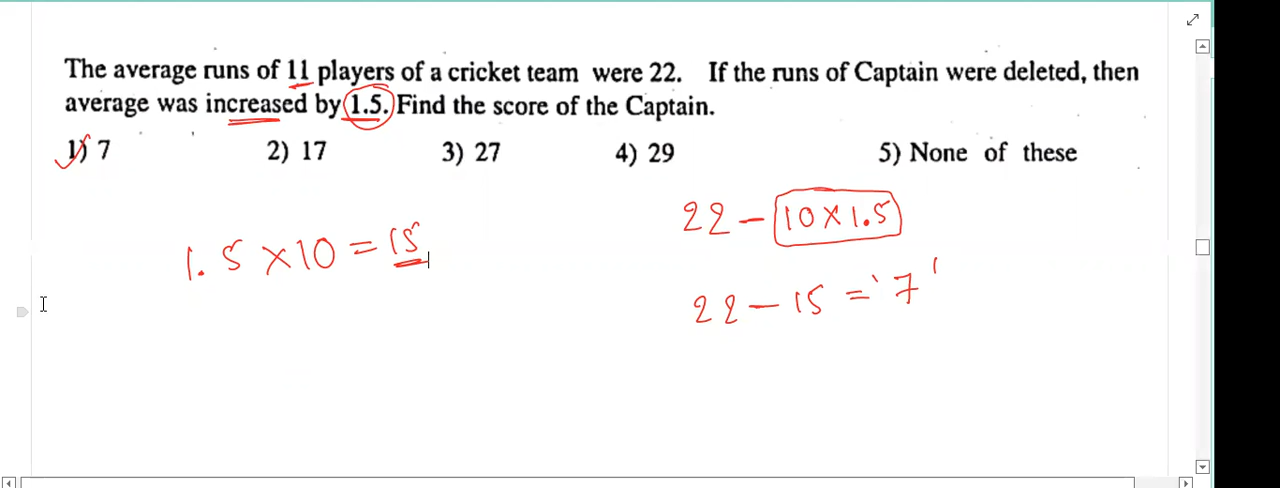 The average runs of 11 players of a cricket team were 22. If the runs of Captain were deleted, then
average was increased by 1.5. Find the score of the Captain.
1) 7 2) 17 3) 27 4) 29 5) None of these
22 - 10 × 1.5
1.5 × 10 = 15
22 - 15 = '7'